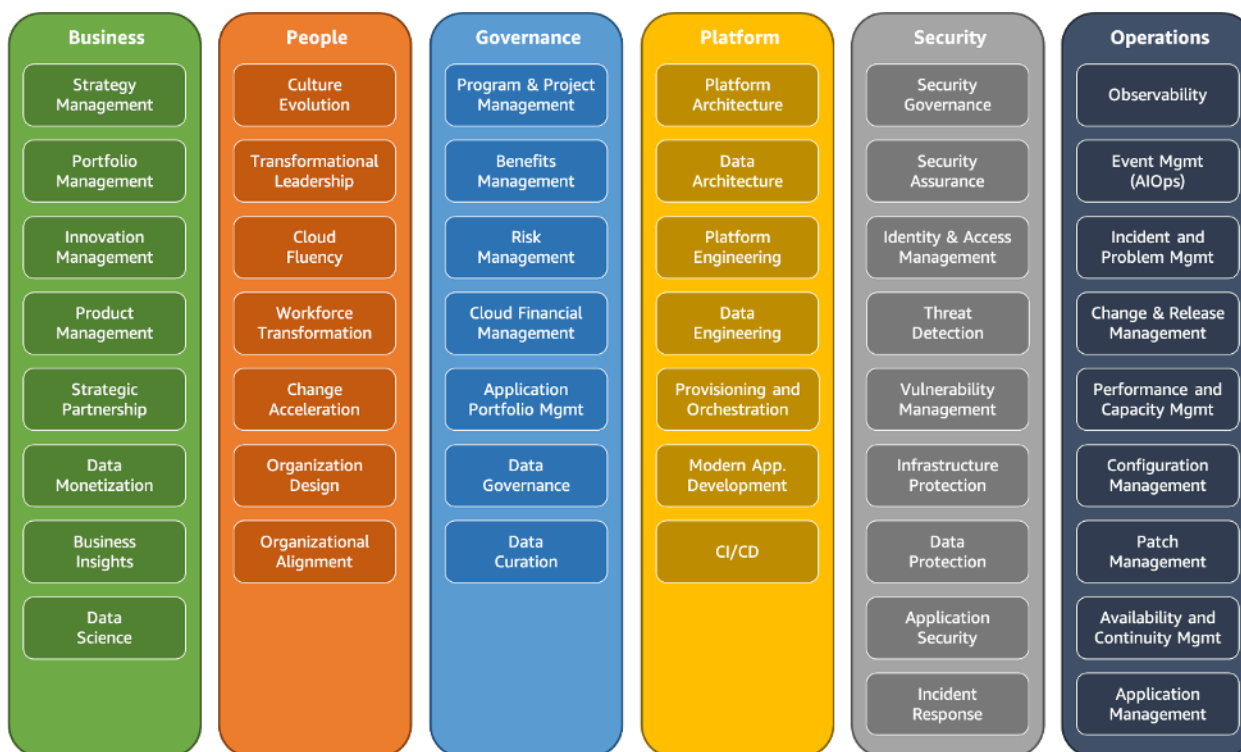 Business
Strategy
Management
Portfolio
Management
Innovation
Management
Product
Management
Strategic
Partnership
Data
Monetization
Business
Insights
Data
Science
People
Culture
Evolution
Transformational
Leadership
Cloud
Fluency
Workforce
Transformation
Change
Acceleration
Organization
Design
Organizational
Alignment
Governance
Program & Project
Management
Benefits
Management
Risk
Management
Cloud Financial
Management
Application
Portfolio Mgmt
Data
Governance
Data
Curation
Platform
Platform
Architecture
Data
Architecture
Platform
Engineering
Data
Engineering
Provisioning and
Orchestration
Modern App.
Development
CI/CD
Security
Security
Governance
Security
Assurance
Identity & Access
Management
Threat
Detection
Vulnerability
Management
Infrastructure
Protection
Data
Protection
Application
Security
Incident
Response
Operations
Observability
Event Mgmt
(AIOps)
Incident and
Problem Mgmt
Change & Release
Management
Performance and
Capacity Mgmt
Configuration
Management
Patch
Management
Availability and
Continuity Mgmt
Application
Management